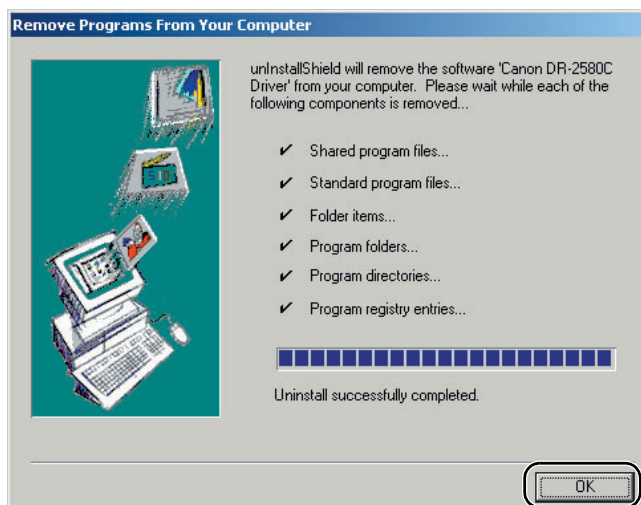 Remove Programs From Your Computer
unInstallShield will remove the software 'Canon DR-2580C
Driver' from your computer. Please wait while each of the
following components is removed...
✔ Shared program files...
✔ Standard program files...
✔ Folder items...
✔ Program folders...
✔ Program directories...
✔ Program registry entries...
Uninstall successfully completed.
OK